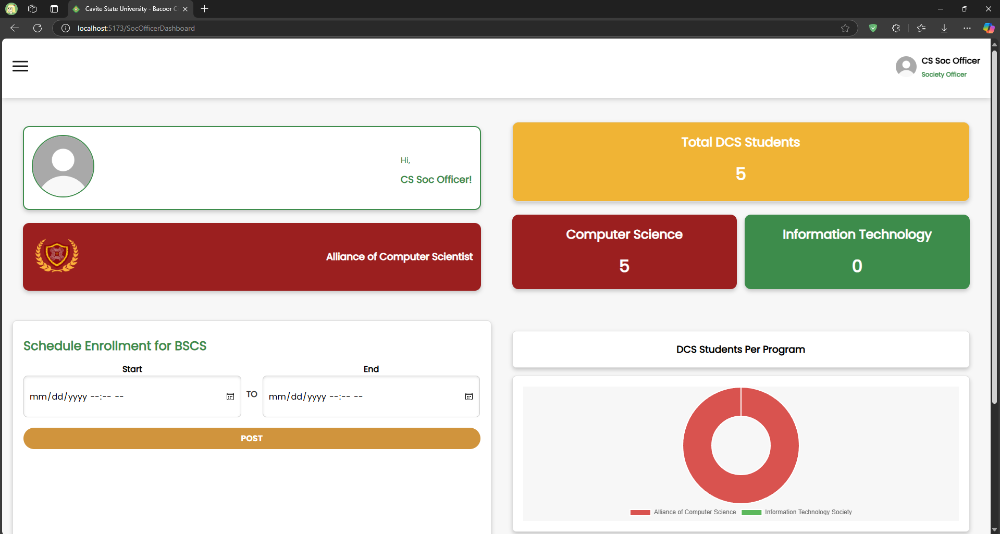 Cavite State University - Bacoor C
localhost:5173/SocOfficerDashboard
CS Soc Officer
Society Officer
Hi,
CS Soc Officer!
Alliance of Computer Scientist
Total DCS Students
5
Computer Science
5
Information Technology
0
Schedule Enrollment for BSCS
Start
End
mm/dd/yyyy --:-- --
TO
mm/dd/yyyy --:-- --
POST
DCS Students Per Program
Alliance of Computer Science
Information Technology Society